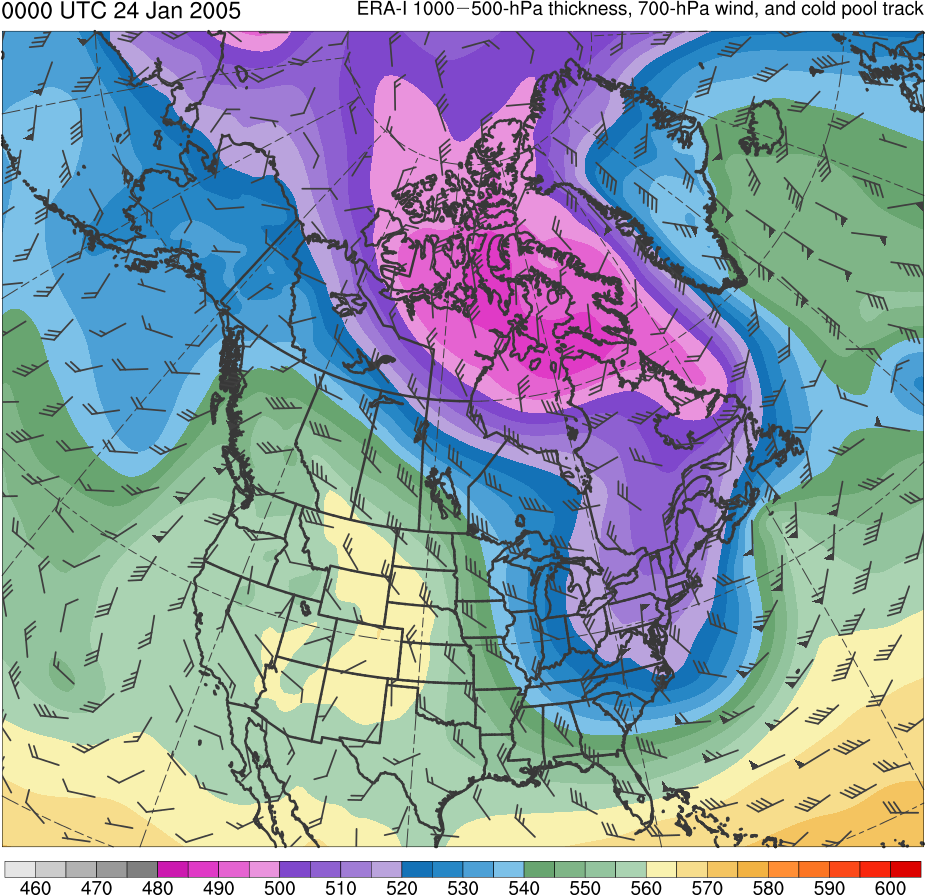 0000 UTC 24 Jan 2005
ERA-I 1000−500-hPa thickness, 700-hPa wind, and cold pool track
460 470 480 490 500 510 520 530 540 550 560 570 580 590 600